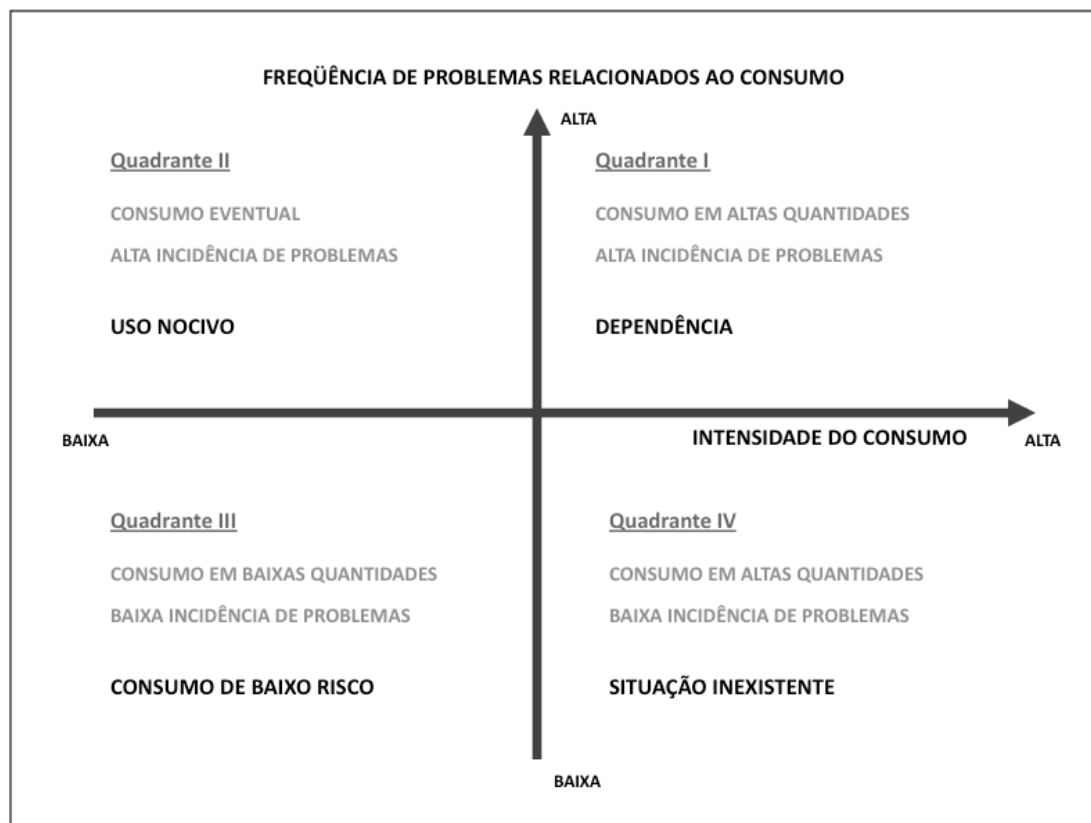 FREQÜÊNCIA DE PROBLEMAS RELACIONADOS AO CONSUMO
ALTA
Quadrante II
CONSUMO EVENTUAL
ALTA INCIDÊNCIA DE PROBLEMAS
USO NOCIVO
Quadrante I
CONSUMO EM ALTAS QUANTIDADES
ALTA INCIDÊNCIA DE PROBLEMAS
DEPENDÊNCIA
BAIXA
INTENSIDADE DO CONSUMO
ALTA
Quadrante III
CONSUMO EM BAIXAS QUANTIDADES
BAIXA INCIDÊNCIA DE PROBLEMAS
CONSUMO DE BAIXO RISCO
Quadrante IV
CONSUMO EM ALTAS QUANTIDADES
BAIXA INCIDÊNCIA DE PROBLEMAS
SITUAÇÃO INEXISTENTE
BAIXA